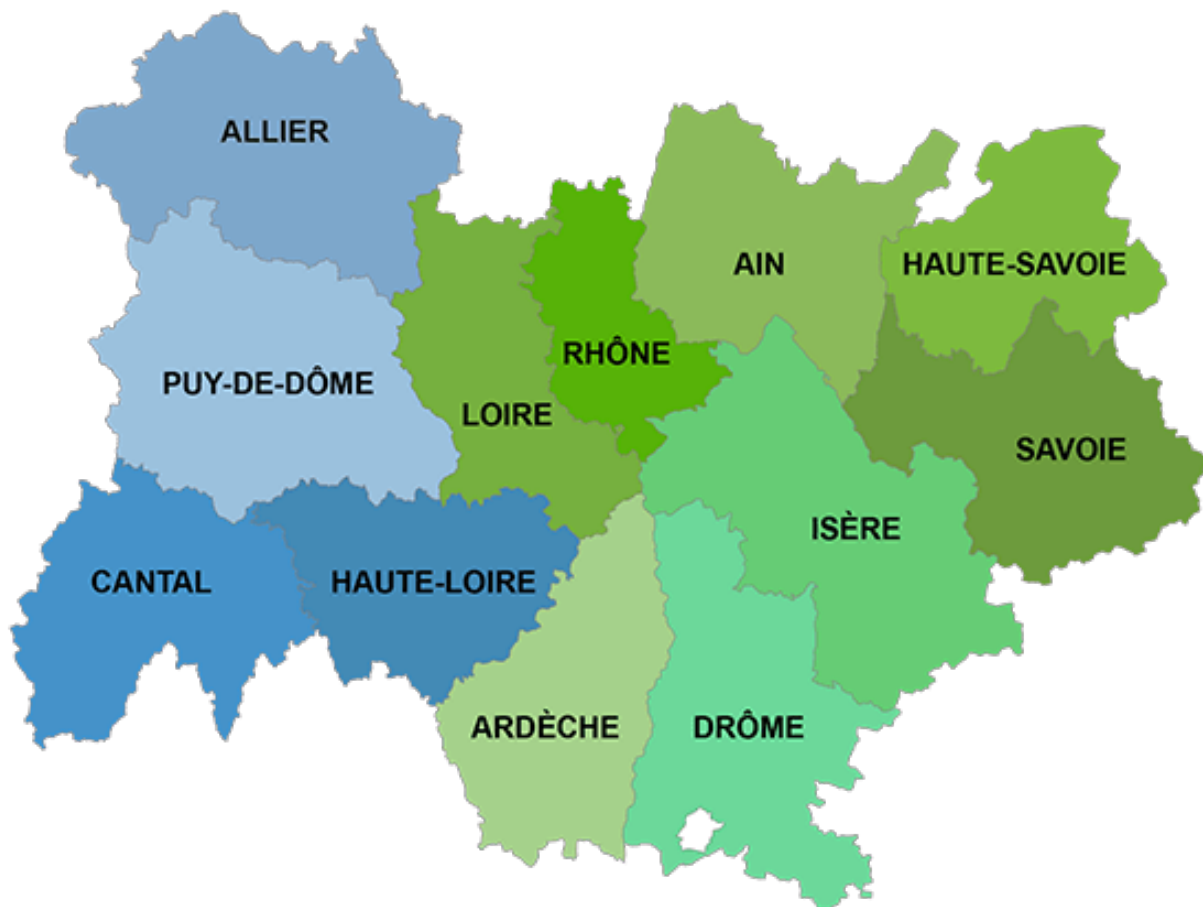 ALLIER
AIN
HAUTE-SAVOIE
RHÔNE
PUY-DE-DÔME
LOIRE
SAVOIE
ISÈRE
CANTAL
HAUTE-LOIRE
ARDÈCHE
DRÔME